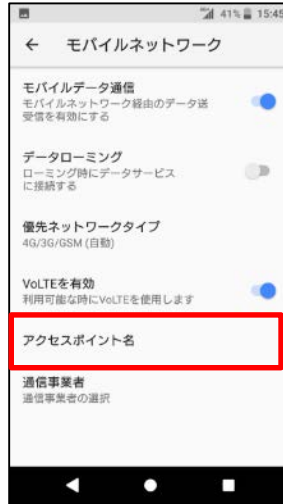 41% 15:45
モバイルネットワーク
モバイルデータ通信
モバイルネットワーク経由のデータ送
受信を有効にする
データローミング
ローミング時にデータサービス
に接続する
優先ネットワークタイプ
4G/3G/GSM (自動)
VoLTEを有効
利用可能な時にVoLTEを使用します
アクセスポイント名
通信事業者
通信事業者の選択